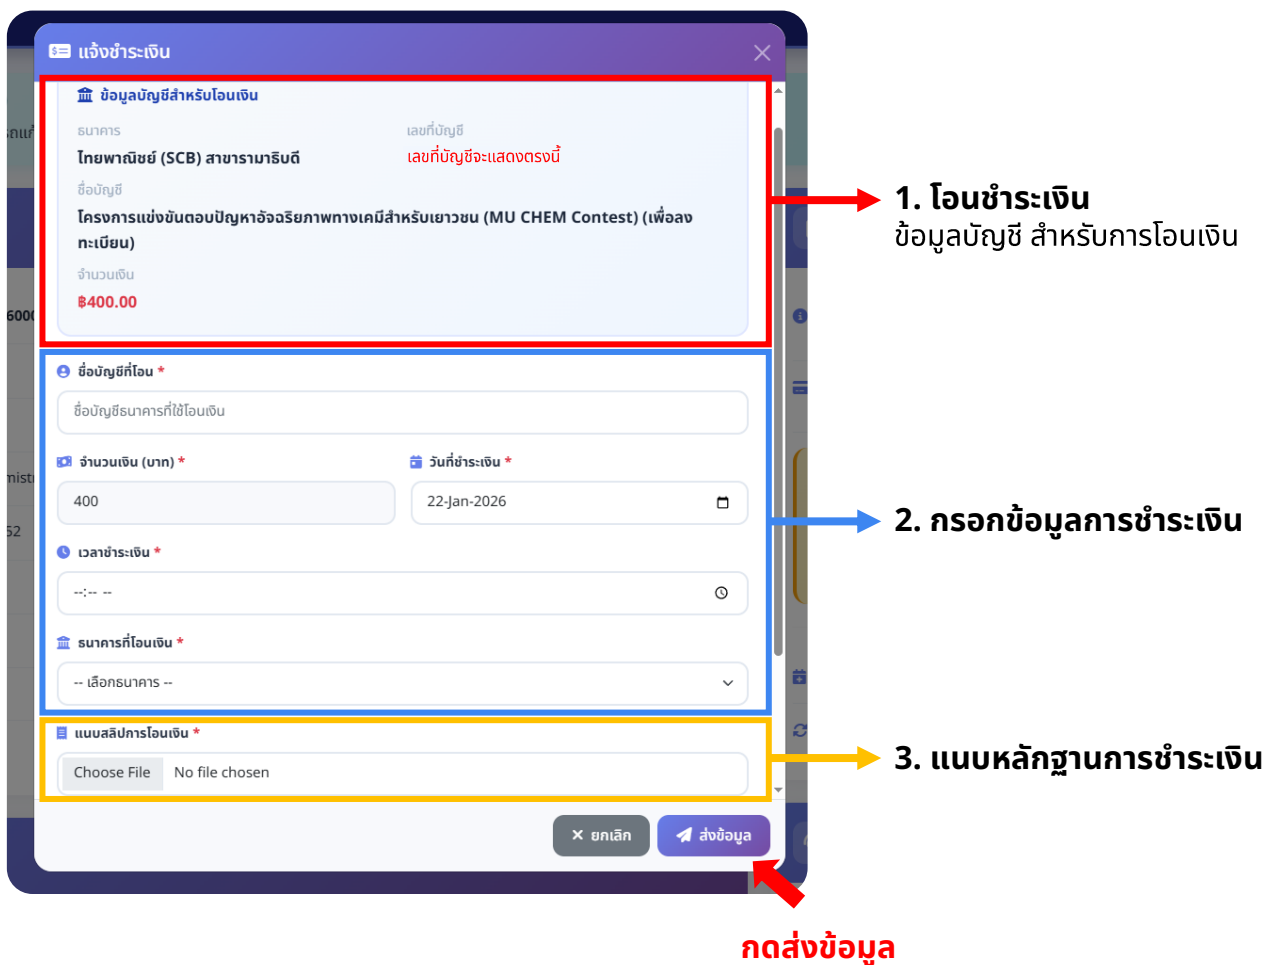 แจ้งชำระเงิน
ข้อมูลบัญชีสำหรับโอนเงิน
ธนาคาร
เลขที่บัญชี
ไทยพาณิชย์ (SCB) สาขารามาธิบดี
เลขที่บัญชีจะแสดงตรงนี้
ชื่อบัญชี
โครงการแข่งขันตอบปัญหาอัจฉริยภาพทางเคมีสำหรับเยาวชน (MU CHEM Contest) (เพื่อลง
ทะเบียน)
จำนวนเงิน
฿400.00
1. โอนชำระเงิน
ข้อมูลบัญชี สำหรับการโอนเงิน
ชื่อบัญชีที่โอน *
ชื่อบัญชีธนาคารที่ใช้โอนเงิน
จำนวนเงิน (บาท) *
วันที่ชำระเงิน *
400
22-Jan-2026
เวลาชำระเงิน *
--:-- --
ธนาคารที่โอนเงิน *
-- เลือกธนาคาร --
2. กรอกข้อมูลการชำระเงิน
แนบสลิปการโอนเงิน *
Choose File No file chosen
3. แนบหลักฐานการชำระเงิน
ยกเลิก
ส่งข้อมูล
กดส่งข้อมูล
6000
52